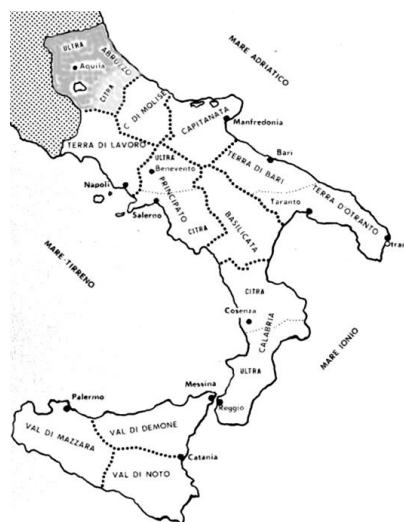 MARE ADRIATICO
ULTRA
ABRUZZO
Aquila
CITRA
C. DI MOLISE
CAPITANATA
Manfredonia
TERRA DI LAVORO
ULTRA
Benevento
TERRA DI BARI
Bari
Napoli
PRINCIPATO
Salerno
CITRA
BASILICATA
Taranto
TERRA D'OTRANTO
Otran
MARE TIRRENO
CITRA
Cosenza
CALABRIA
MARE IONIO
ULTRA
Messina
Reggio
Palermo
VAL DI MAZZARA
VAL DI DEMONE
Catania
VAL DI NOTO